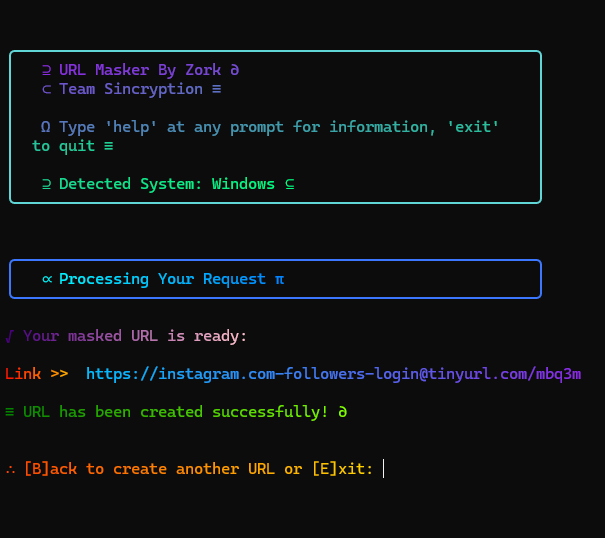 ⊇ URL Masker By Zork ∂
⊂ Team Sincryption ≡
Ω Type 'help' at any prompt for information, 'exit'
to quit ≡
⊇ Detected System: Windows ⊆
∝ Processing Your Request π
√ Your masked URL is ready:
Link >> https://instagram.com-followers-login@tinyurl.com/mbq3m
≡ URL has been created successfully! ∂
∴ [B]ack to create another URL or [E]xit: